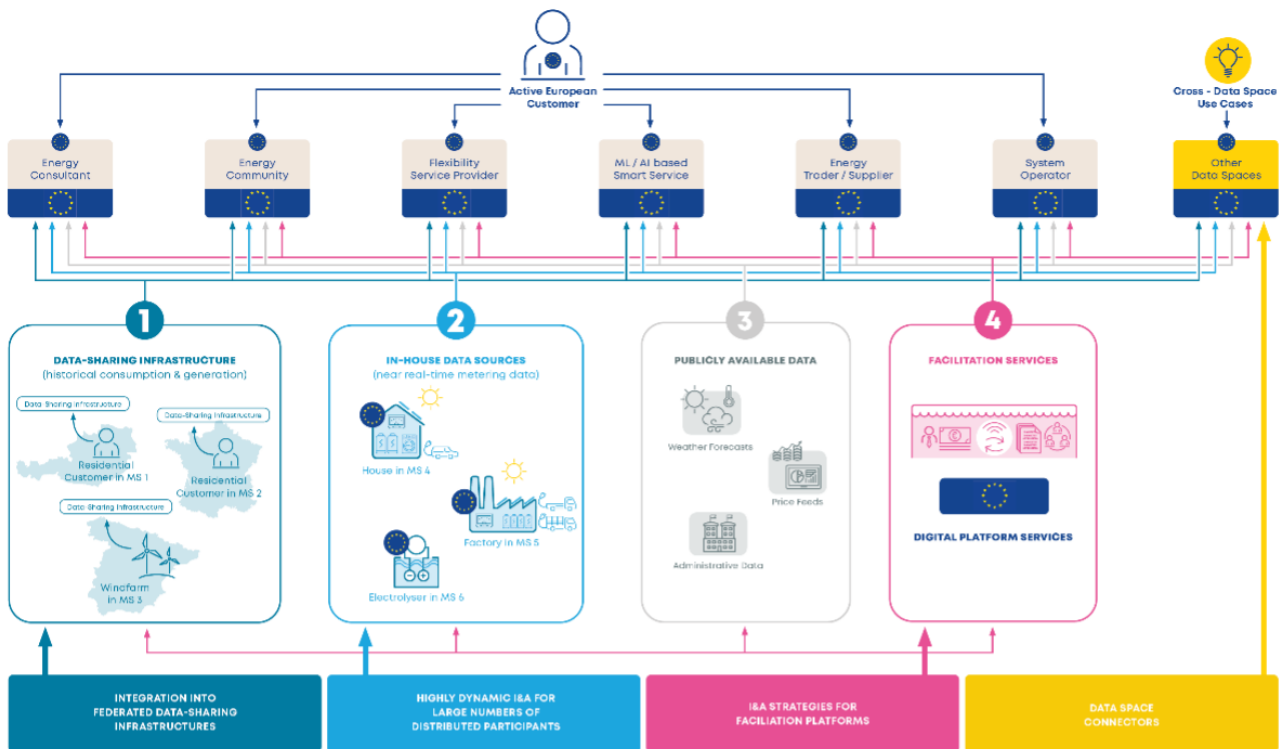 Active European
Customer
Cross - Data Space
Use Cases
Energy
Consultant
Energy
Community
Flexibility
Service Provider
ML / AI based
Smart Service
Energy
Trader / Supplier
System
Operator
Other
Data Spaces
1
2
3
4
DATA-SHARING INFRASTRUCTURE
(historical consumption & generation)
Data-Sharing Infrastructure
Data-Sharing Infrastructure
Residential
Customer in MS 1
Residential
Customer in MS 2
Data-Sharing Infrastructure
Windfarm
in MS 3
IN-HOUSE DATA SOURCES
(near real-time metering data)
House in MS 4
Factory in MS 5
Electrolyser in MS 6
PUBLICLY AVAILABLE DATA
Weather Forecasts
Price Feeds
Administrative Data
FACILITATION SERVICES
DIGITAL PLATFORM SERVICES
INTEGRATION INTO
FEDERATED DATA-SHARING
INFRASTRUCTURES
HIGHLY DYNAMIC I&A FOR
LARGE NUMBERS OF
DISTRIBUTED PARTICIPANTS
I&A STRATEGIES FOR
FACILIATION PLATFORMS
DATA SPACE
CONNECTORS